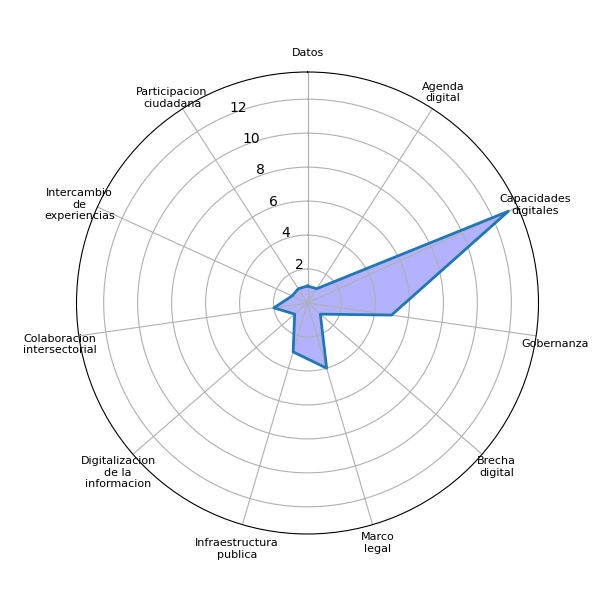 Datos
Agenda
digital
Participacion
ciudadana
12
10
8
6
4
2
Capacidades
digitales
Intercambio
de
experiencias
Gobernanza
Colaboracion
intersectorial
Brecha
digital
Digitalizacion
de la
informacion
Marco
legal
Infraestructura
publica